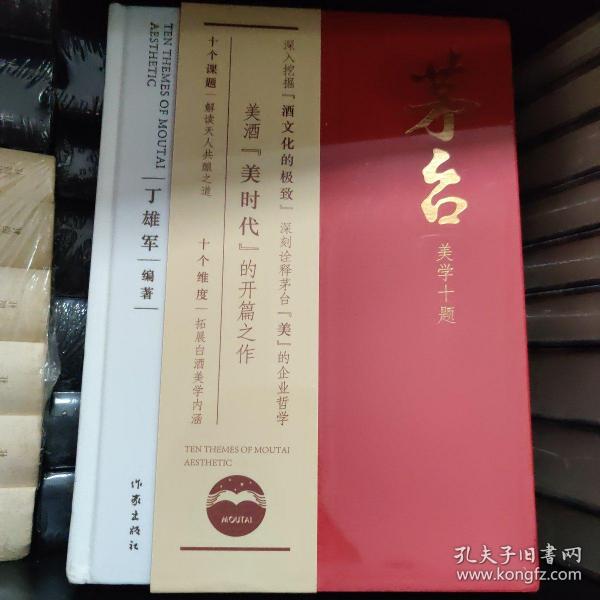 茅台
美学十题
深入挖掘『酒文化的极致』 深刻诠释茅台『美』的企业哲学
美酒『美时代』的开篇之作
十个课题 解读天人共酿之道
十个维度 拓展白酒美学内涵
TEN THEMES OF MOUTAI
AESTHETIC
MOUTAI
TEN THEMES OF MOUTAI
AESTHETIC
丁雄军 编著
作家出版社
孔夫子旧书网
www.kongfz.com